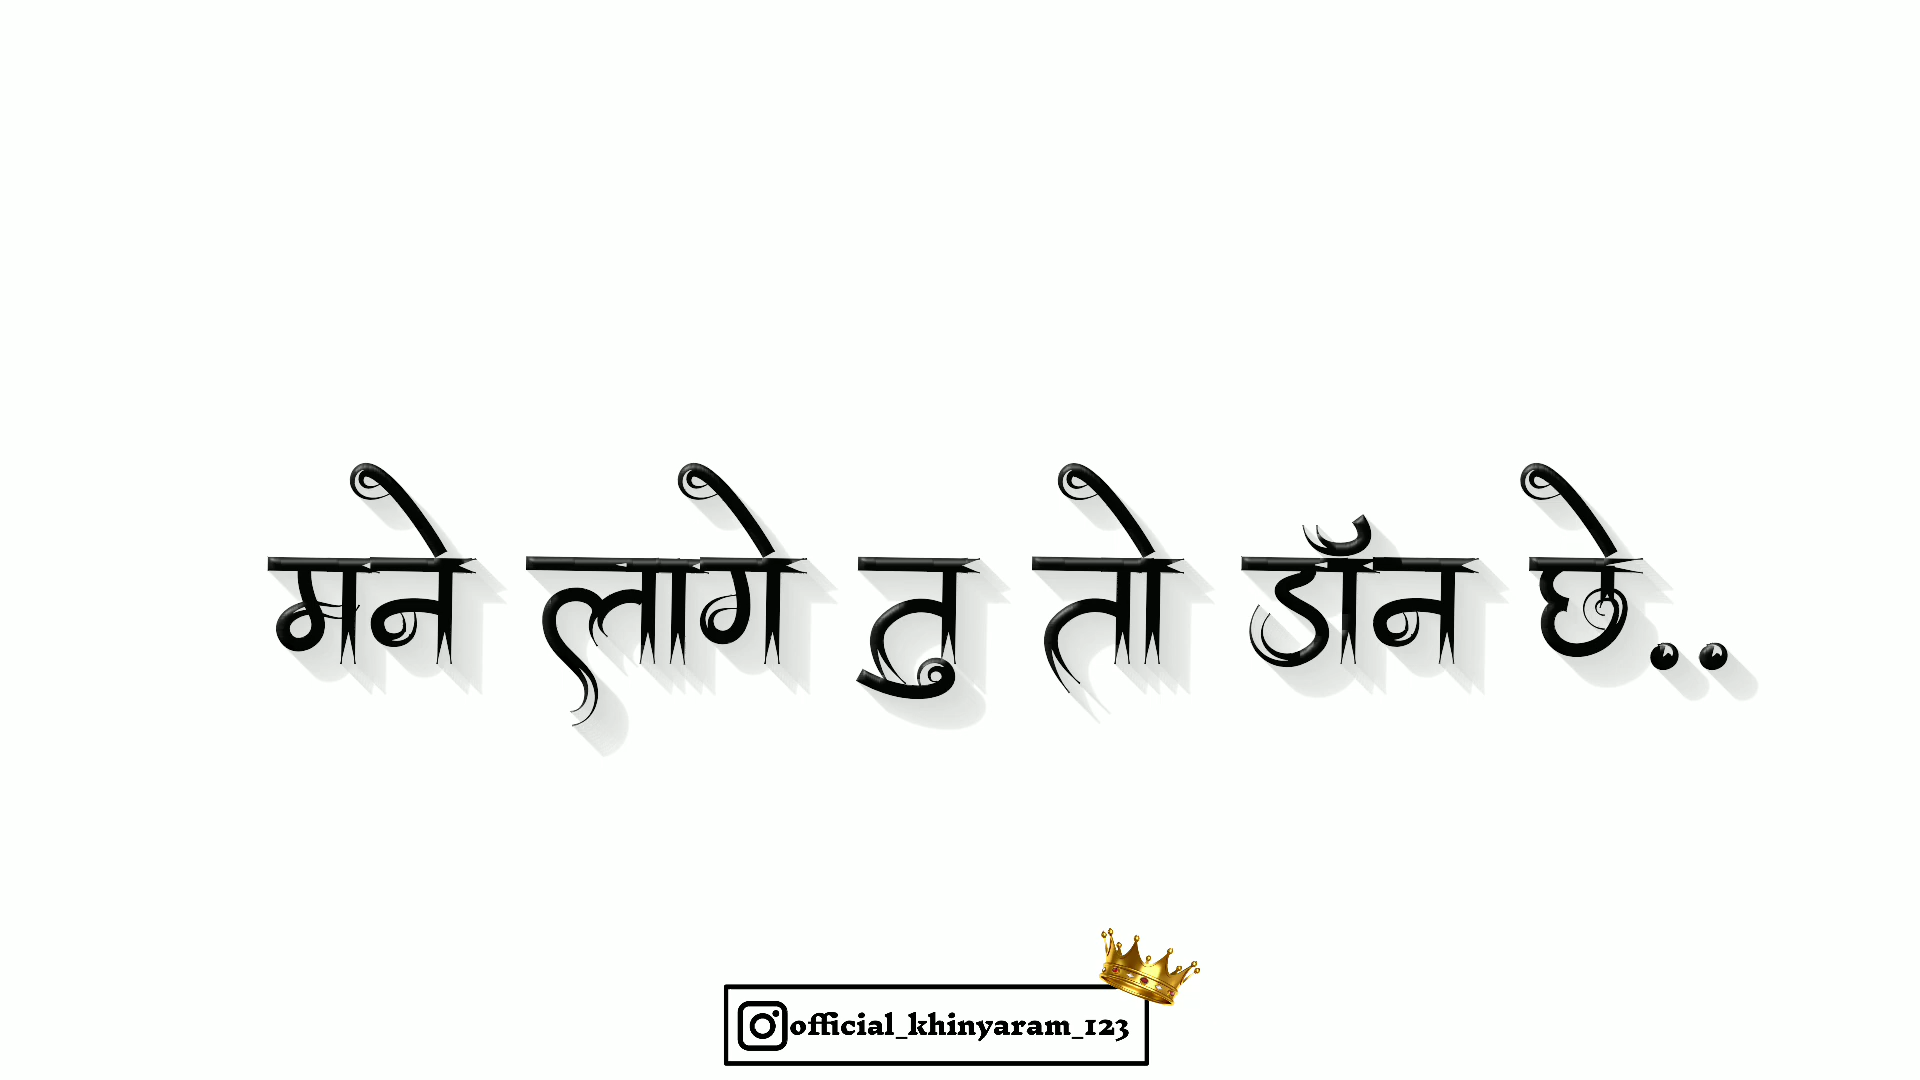 मने लागे तु तो डॉन छे..
official_khinyaram_123